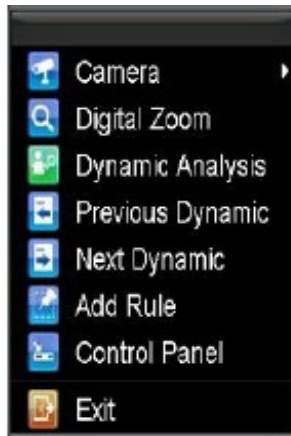 Camera
Digital Zoom
Dynamic Analysis
Previous Dynamic
Next Dynamic
Add Rule
Control Panel
Exit